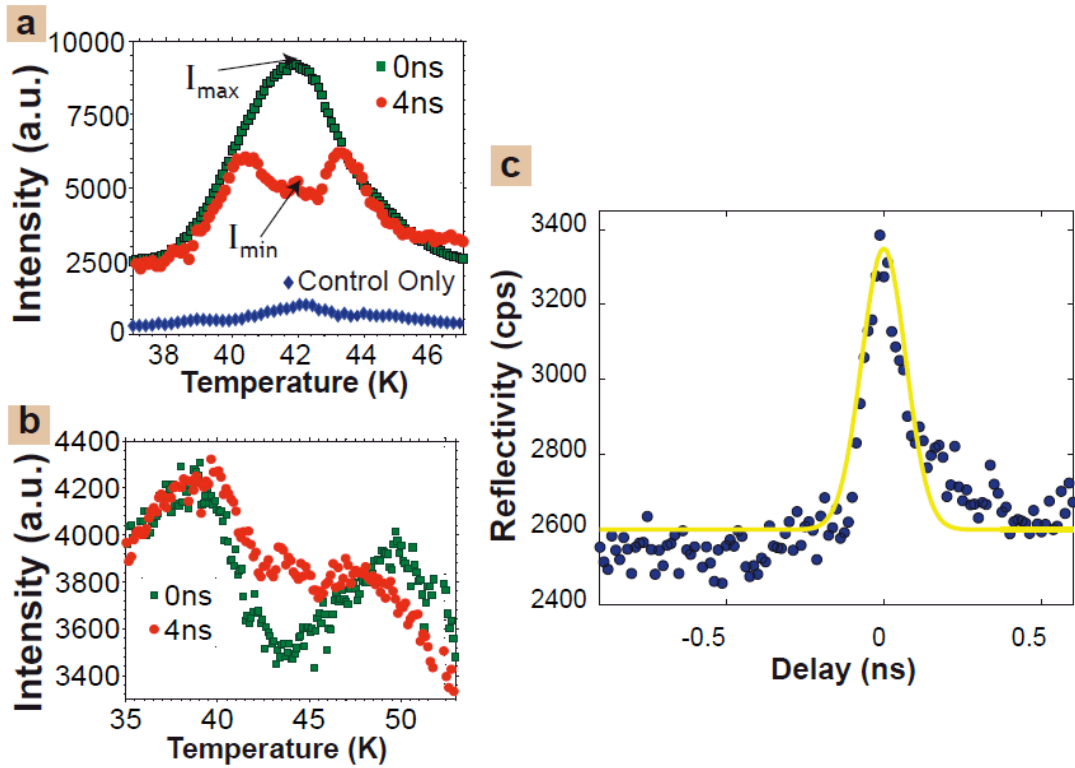 a
Intensity (a.u.)
10000
7500
5000
2500
0
I max
I min
0ns
4ns
Control Only
38 40 42 44 46
Temperature (K)
b
Intensity (a.u.)
4400
4200
4000
3800
3600
3400
0ns
4ns
35 40 45 50
Temperature (K)
c
Reflectivity (cps)
3400
3200
3000
2800
2600
2400
-0.5 0 0.5
Delay (ns)